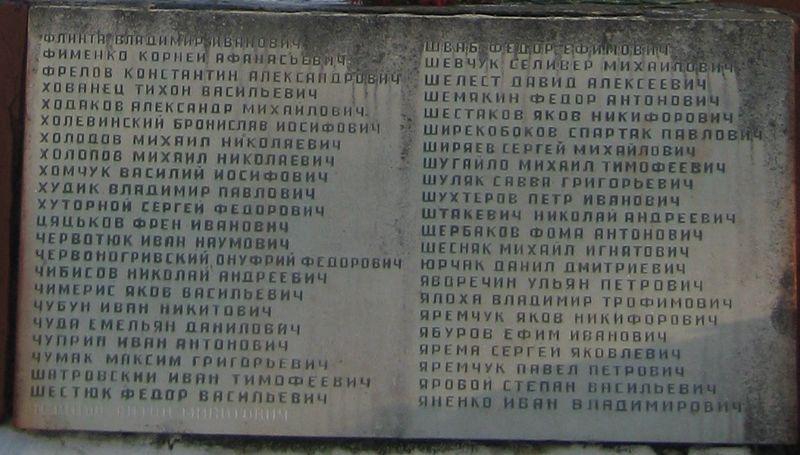 ФЛИНТА ВЛАДИМИР ИВАНОВИЧ
ФИМЕНКО КОРНЕЙ АФАНАСЬЕВИЧ
ФРЕЛОВ КОНСТАНТИН АЛЕКСАНДРОВИЧ
ХОВАНЕЦ ТИХОН ВАСИЛЬЕВИЧ
ХОДАКОВ АЛЕКСАНДР МИХАЙЛОВИЧ
ХОЛЕВИНСКИЙ БРОНИСЛАВ ИОСИФОВИЧ
ХОЛОДОВ МИХАИЛ НИКОЛАЕВИЧ
ХОЛОПОВ МИХАИЛ НИКОЛАЕВИЧ
ХОМЧУК ВАСИЛИЙ ИОСИФОВИЧ
ХУДИК ВЛАДИМИР ПАВЛОВИЧ
ХУТОРНОЙ СЕРГЕЙ ФЕДОРОВИЧ
ЦЯЦЬКОВ ФРЕН ИВАНОВИЧ
ЧЕРВОТЮК ИВАН НАУМОВИЧ
ЧЕРВОНОГРИВСКИЙ ОНУФРИЙ ФЕДОРОВИЧ
ЧИБИСОВ НИКОЛАЙ АНДРЕЕВИЧ
ЧИМЕРИС ЯКОВ ВАСИЛЬЕВИЧ
ЧУБУН ИВАН НИКИТОВИЧ
ЧУДА ЕМЕЛЬЯН ДАНИЛОВИЧ
ЧУПРИН ИВАН АНТОНОВИЧ
ЧУМАК МАКСИМ ГРИГОРЬЕВИЧ
ШАТРОВСКИЙ ИВАН ТИМОФЕЕВИЧ
ШЕСТЮК ФЕДОР ВАСИЛЬЕВИЧ
АНТОН
ШВАБ ФЕДОР ЕФИМОВИЧ
ШЕВЧУК СЕЛИВЕР МИХАЙЛОВИЧ
ШЕЛЕСТ ДАВИД АЛЕКСЕЕВИЧ
ШЕМЯКИН ФЕДОР АНТОНОВИЧ
ШЕСТАКОВ ЯКОВ НИКИФОРОВИЧ
ШИРЕКОБОКОВ СПАРТАК ПАВЛОВИЧ
ШИРЯЕВ СЕРГЕЙ МИХАЙЛОВИЧ
ШУГАЙЛО МИХАИЛ ТИМОФЕЕВИЧ
ШУЛЯК САВВА ГРИГОРЬЕВИЧ
ШУХТЕРОВ ПЕТР ИВАНОВИЧ
ШТАКЕВИЧ НИКОЛАЙ АНДРЕЕВИЧ
ЩЕРБАКОВ ФОМА АНТОНОВИЧ
ЩЕСНЯК МИХАИЛ ИГНАТОВИЧ
ЮРЧАК ДАНИЛ ДМИТРИЕВИЧ
ЯВОРЕЧИН УЛЬЯН ПЕТРОВИЧ
ЯЛОХА ВЛАДИМИР ТРОФИМОВИЧ
ЯРЕМЧУК ЯКОВ НИКИФОРОВИЧ
ЯБУРОВ ЕФИМ ИВАНОВИЧ
ЯРЕМА СЕРГЕЙ ЯКОВЛЕВИЧ
ЯРЕМЧУК ПАВЕЛ ПЕТРОВИЧ
ЯРОВОЙ СТЕПАН ВАСИЛЬЕВИЧ
ЯНЕНКО ИВАН ВЛАДИМИРОВИЧ